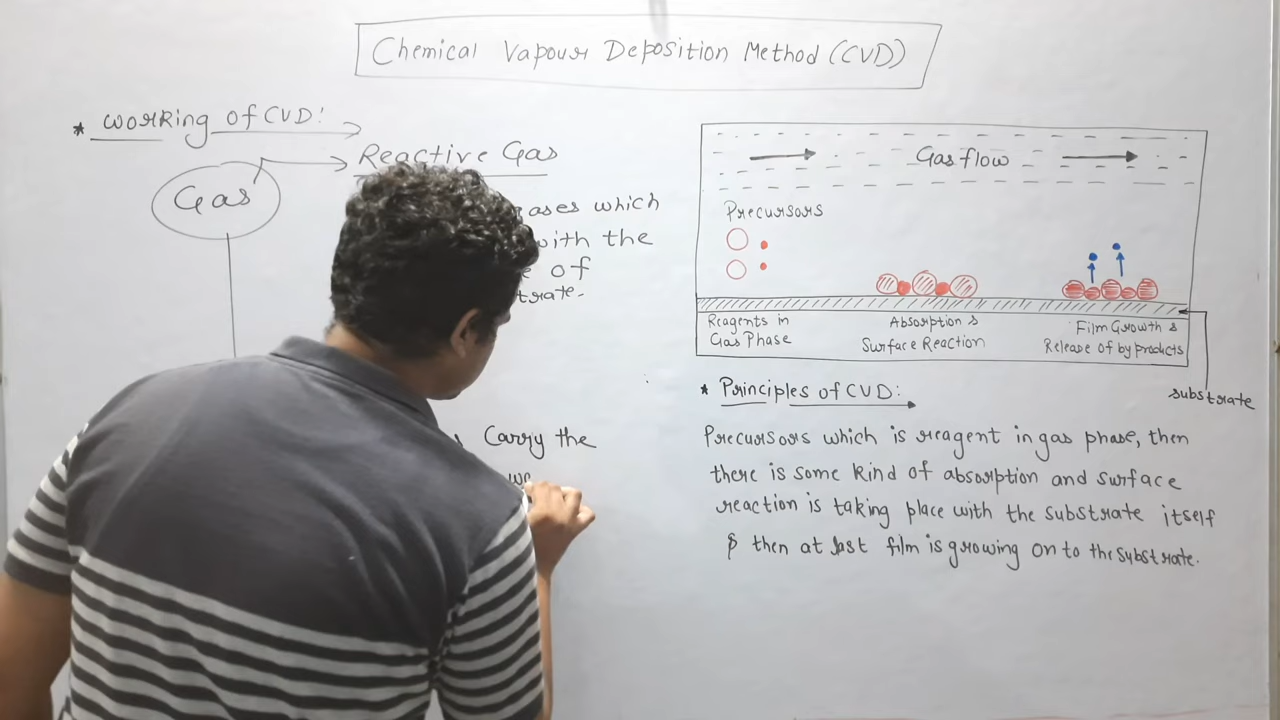 Chemical Vapour Deposition Method (CVD)
* Working of CVD:
Reactive Gas
Gas
which
with the
of
Carry the
Gas flow
Precursors
Reagents in
Gas Phase
Absorption &
Surface Reaction
Film Growth &
Release of by products
substrate
* Principles of CVD:
Precursors which is reagent in gas phase, then
there is some kind of absorption and surface
reaction is taking place with the substrate itself
& then at last film is growing on to the substrate.